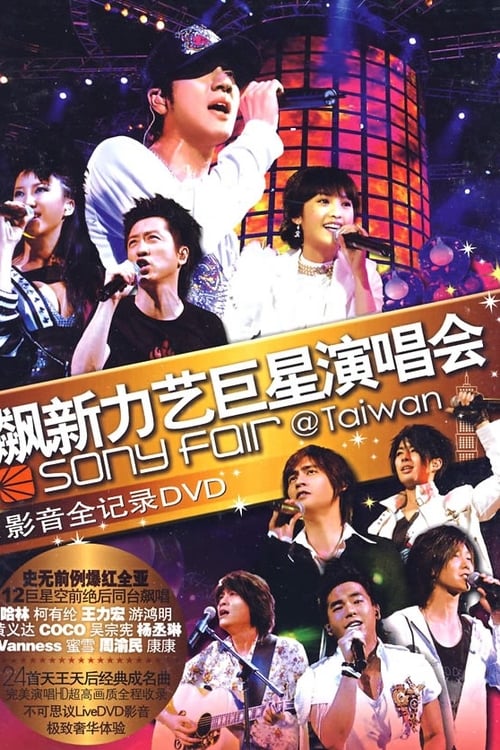 飙新力艺巨星演唱会
SONY Fair @Taiwan
影音全记录DVD
史无前例爆红全亚
12巨星空前绝后同台飙唱
哈林 柯有纶 王力宏 游鸿明
黄义达 COCO 吴宗宪 杨丞琳
Vanness 蜜雪 周渝民 康康
24首天王天后经典成名曲
完美演唱HD超高画质全程收录
不可思议LiveDVD影音
极致奢华体验